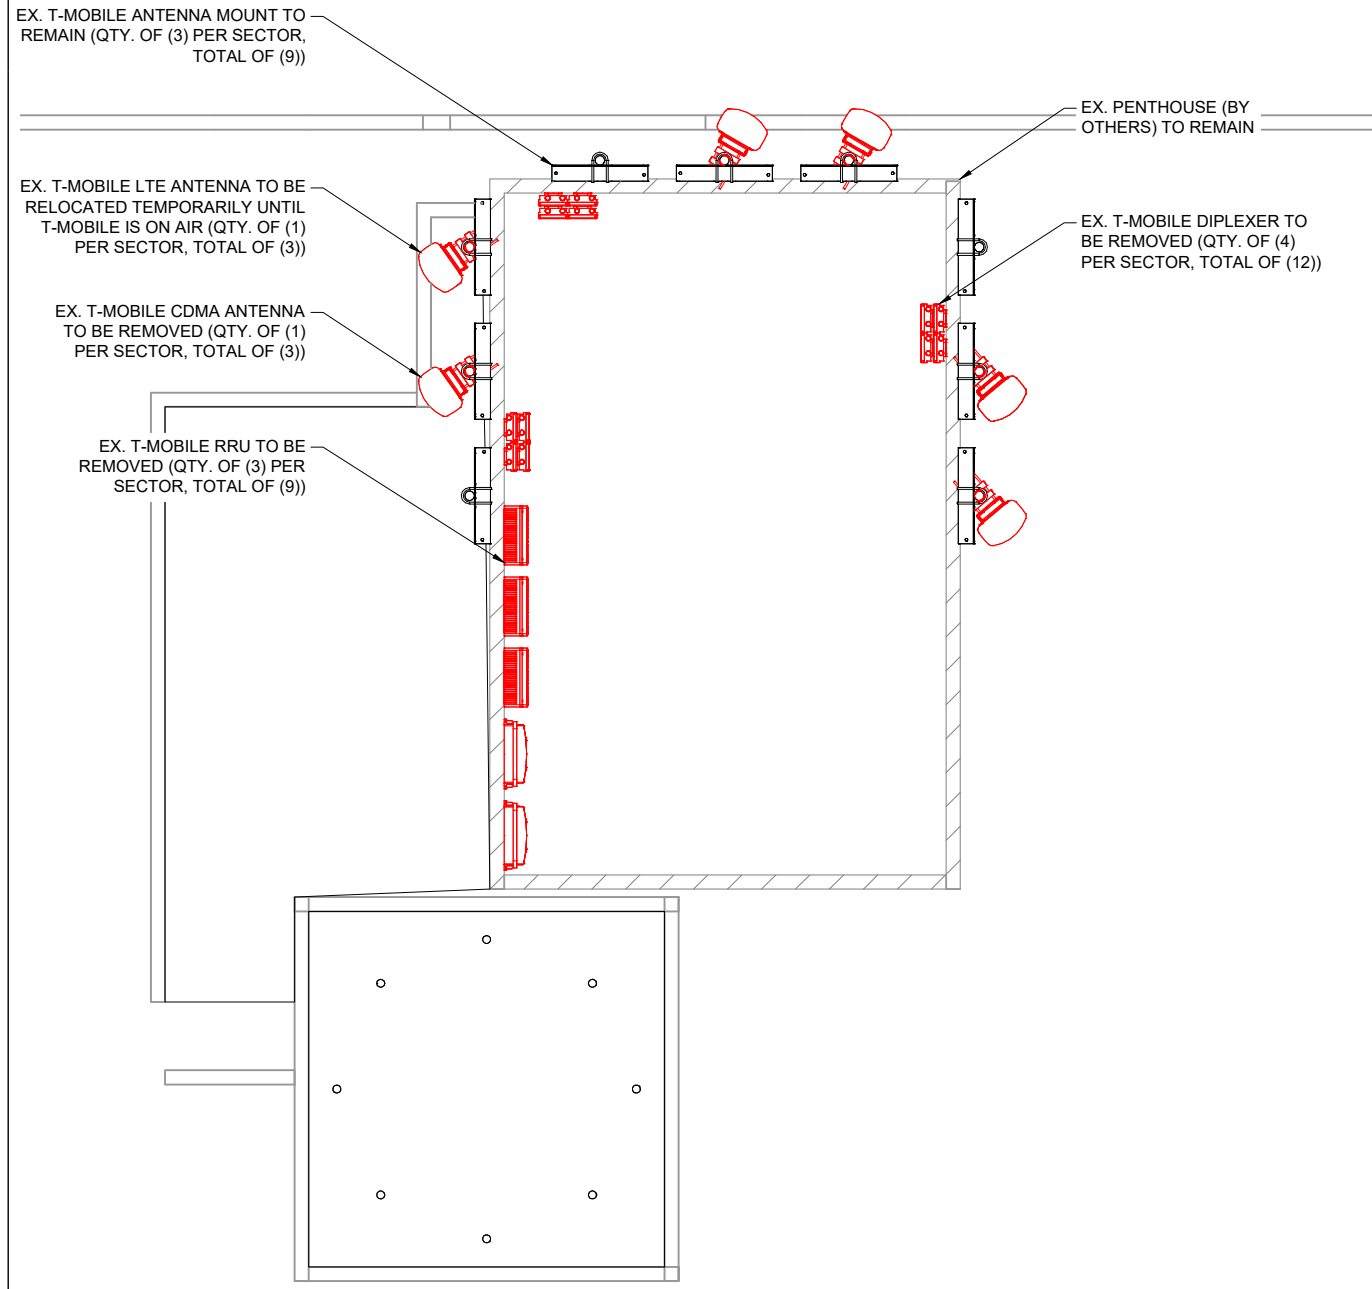 EX. T-MOBILE ANTENNA MOUNT TO
REMAIN (QTY. OF (3) PER SECTOR,
TOTAL OF (9))
EX. PENTHOUSE (BY
OTHERS) TO REMAIN
EX. T-MOBILE LTE ANTENNA TO BE
RELOCATED TEMPORARILY UNTIL
T-MOBILE IS ON AIR (QTY. OF (1)
PER SECTOR, TOTAL OF (3))
EX. T-MOBILE DIPLEXER TO
BE REMOVED (QTY. OF (4)
PER SECTOR, TOTAL OF (12))
EX. T-MOBILE CDMA ANTENNA
TO BE REMOVED (QTY. OF (1)
PER SECTOR, TOTAL OF (3))
EX. T-MOBILE RRU TO BE
REMOVED (QTY. OF (3) PER
SECTOR, TOTAL OF (9))